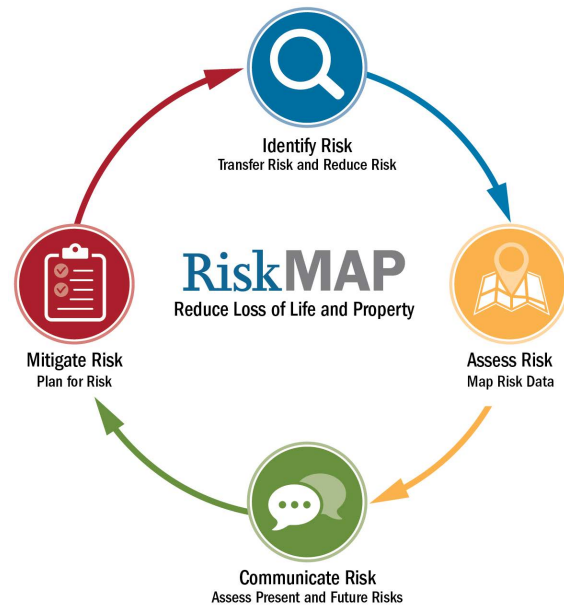 Identify Risk
Transfer Risk and Reduce Risk
RiskMAP
Reduce Loss of Life and Property
Mitigate Risk
Plan for Risk
Assess Risk
Map Risk Data
Communicate Risk
Assess Present and Future Risks